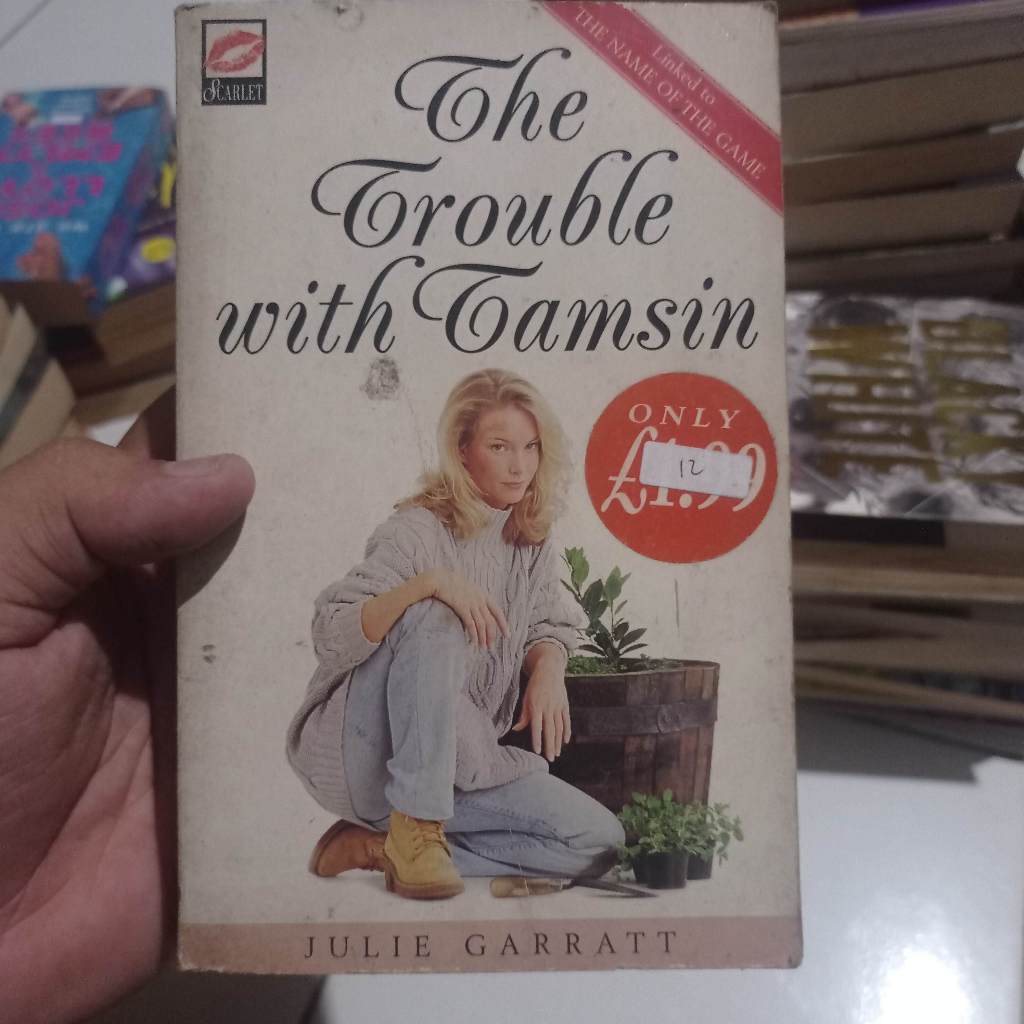 SCARLET
Linked to
THE NAME OF THE GAME
The
Trouble
with Tamsin
ONLY
£1.99
12
JULIE GARRATT